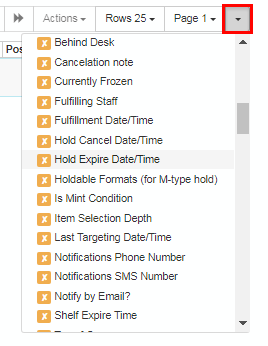 Actions Rows 25 Page 1
Pos
Behind Desk
Cancelation note
Currently Frozen
Fulfilling Staff
Fulfillment Date/Time
Hold Cancel Date/Time
Hold Expire Date/Time
Holdable Formats (for M-type hold)
Is Mint Condition
Item Selection Depth
Last Targeting Date/Time
Notifications Phone Number
Notifications SMS Number
Notify by Email?
Shelf Expire Time